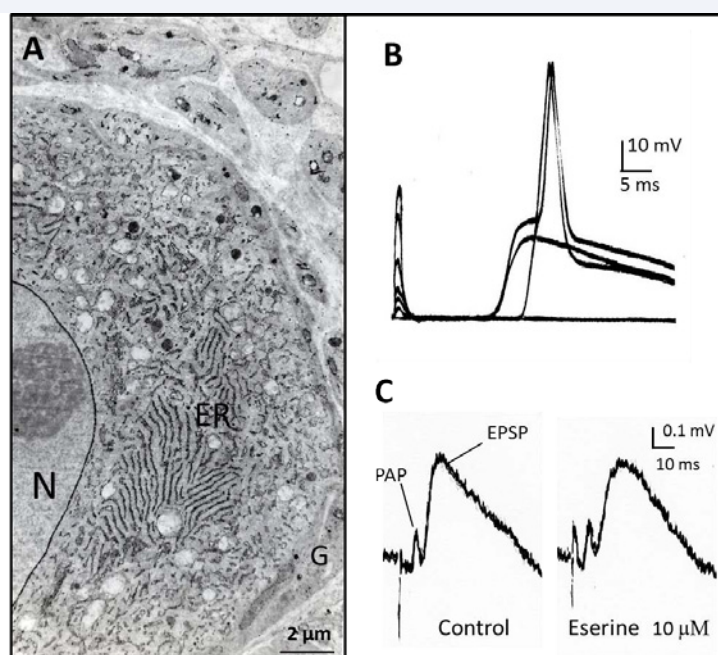 A
N
ER
G
2 µm
B
10 mV
5 ms
C
PAP
EPSP
Control
0.1 mV
10 ms
Eserine 10 µM